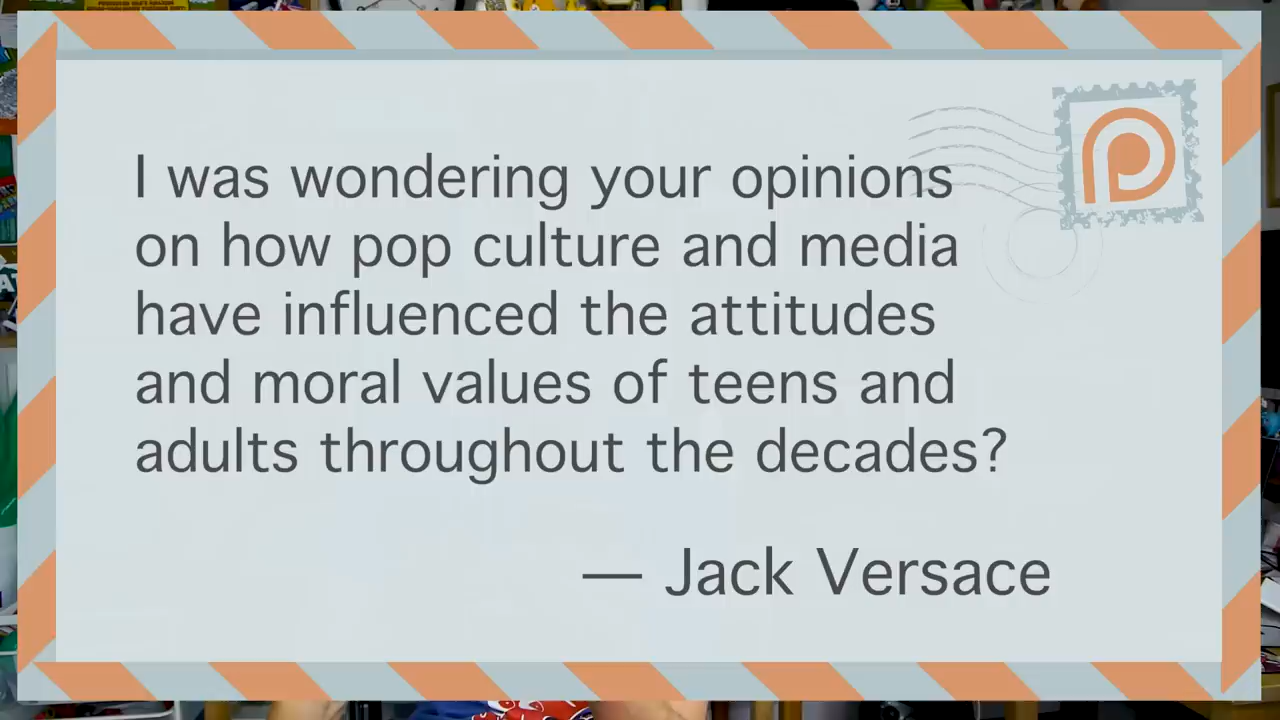 I was wondering your opinions
on how pop culture and media
have influenced the attitudes
and moral values of teens and
adults throughout the decades?
— Jack Versace